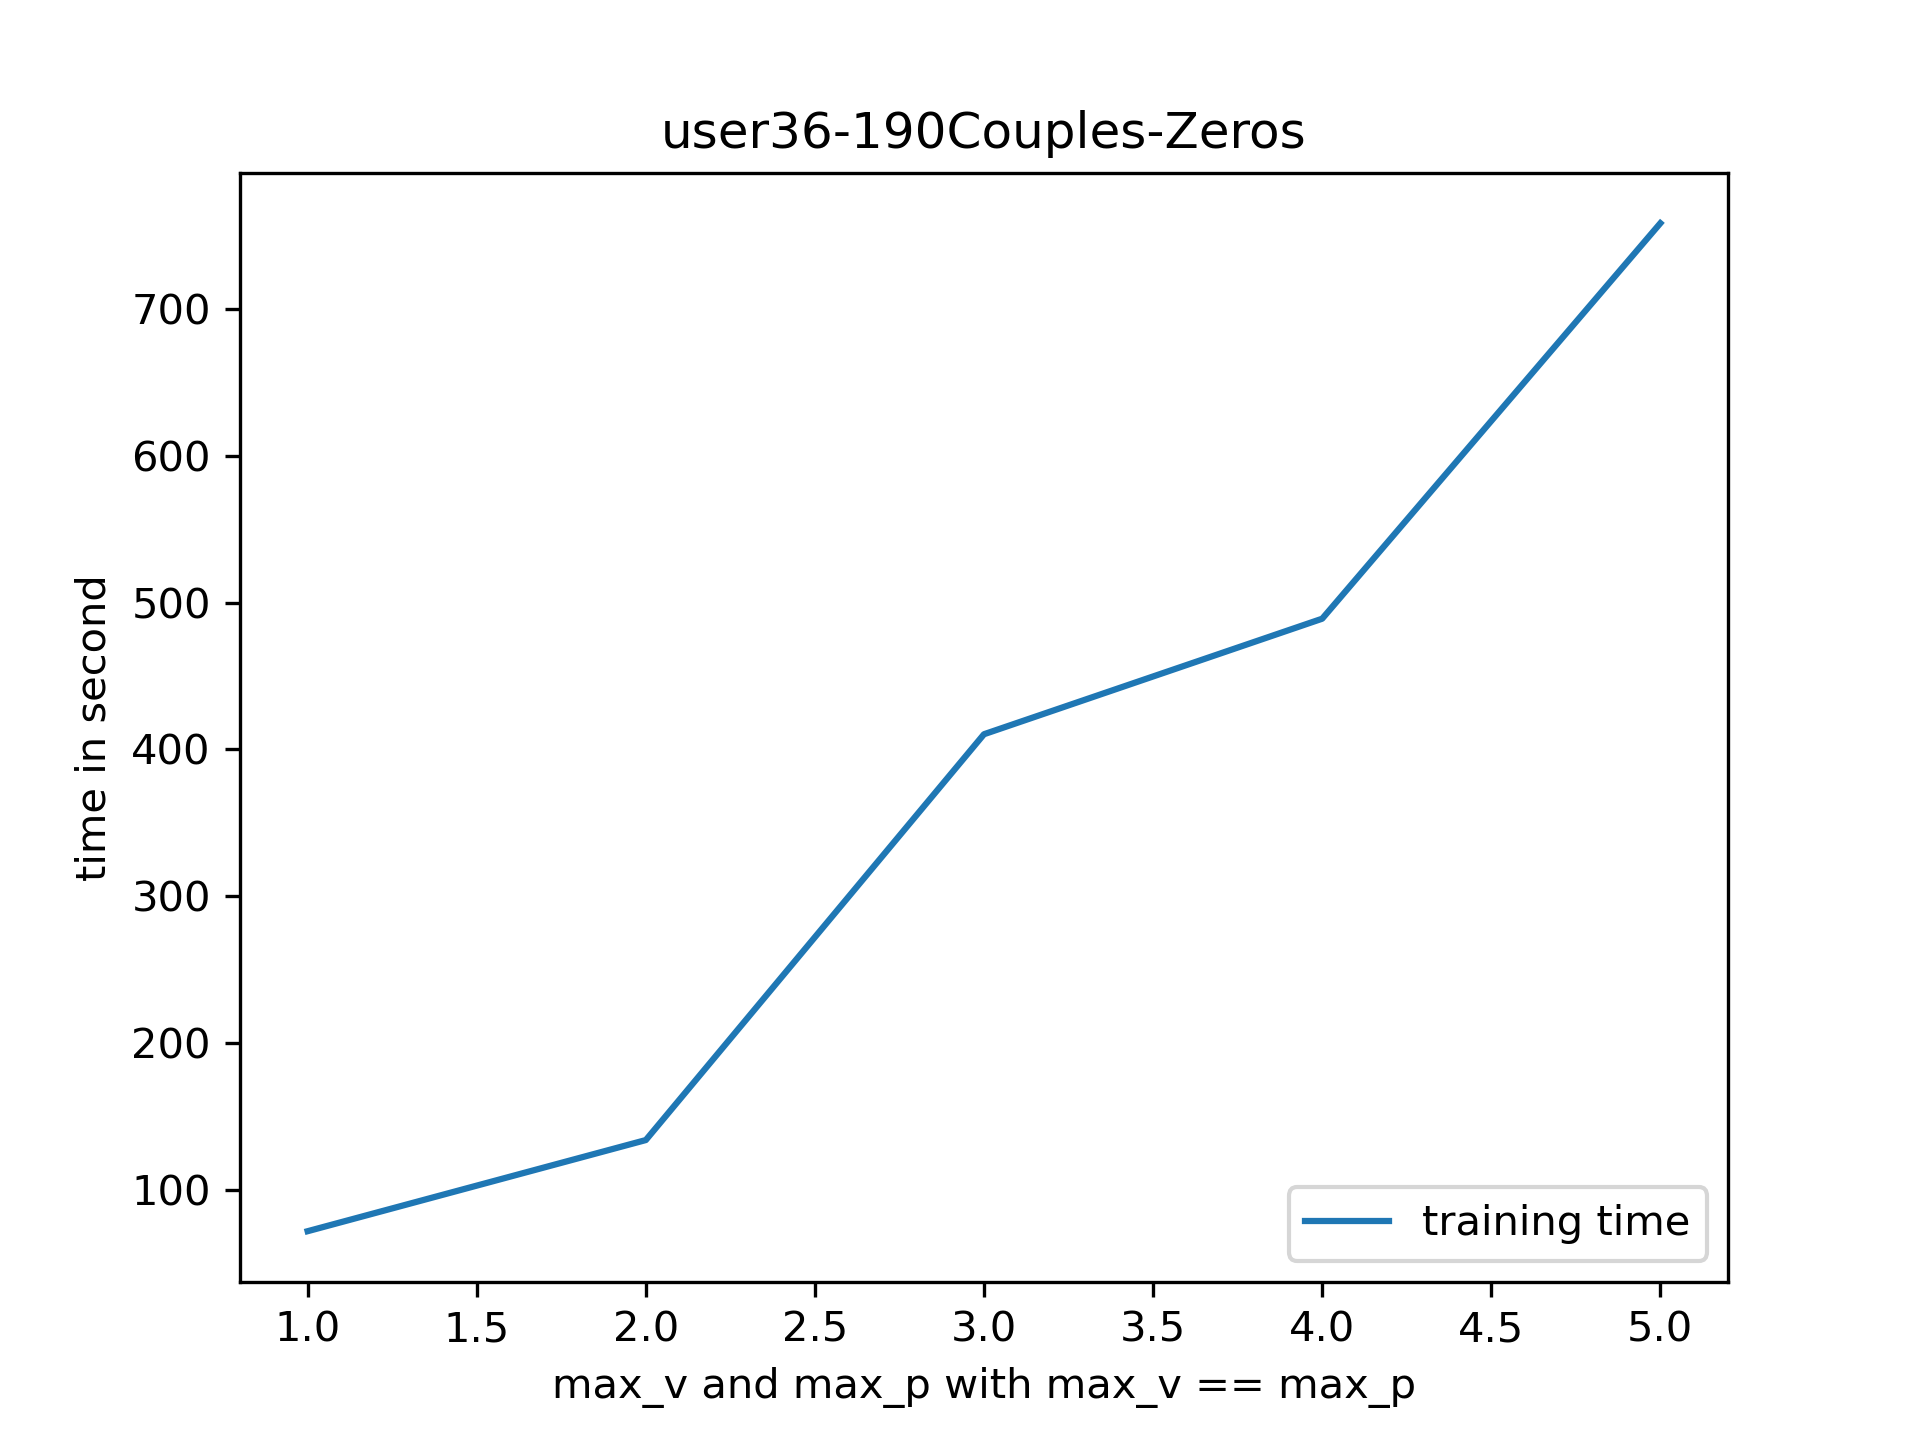 user36-190Couples-Zeros
700
600
500
400
300
200
100
time in second
training time
1.0 1.5 2.0 2.5 3.0 3.5 4.0 4.5 5.0
max_v and max_p with max_v == max_p